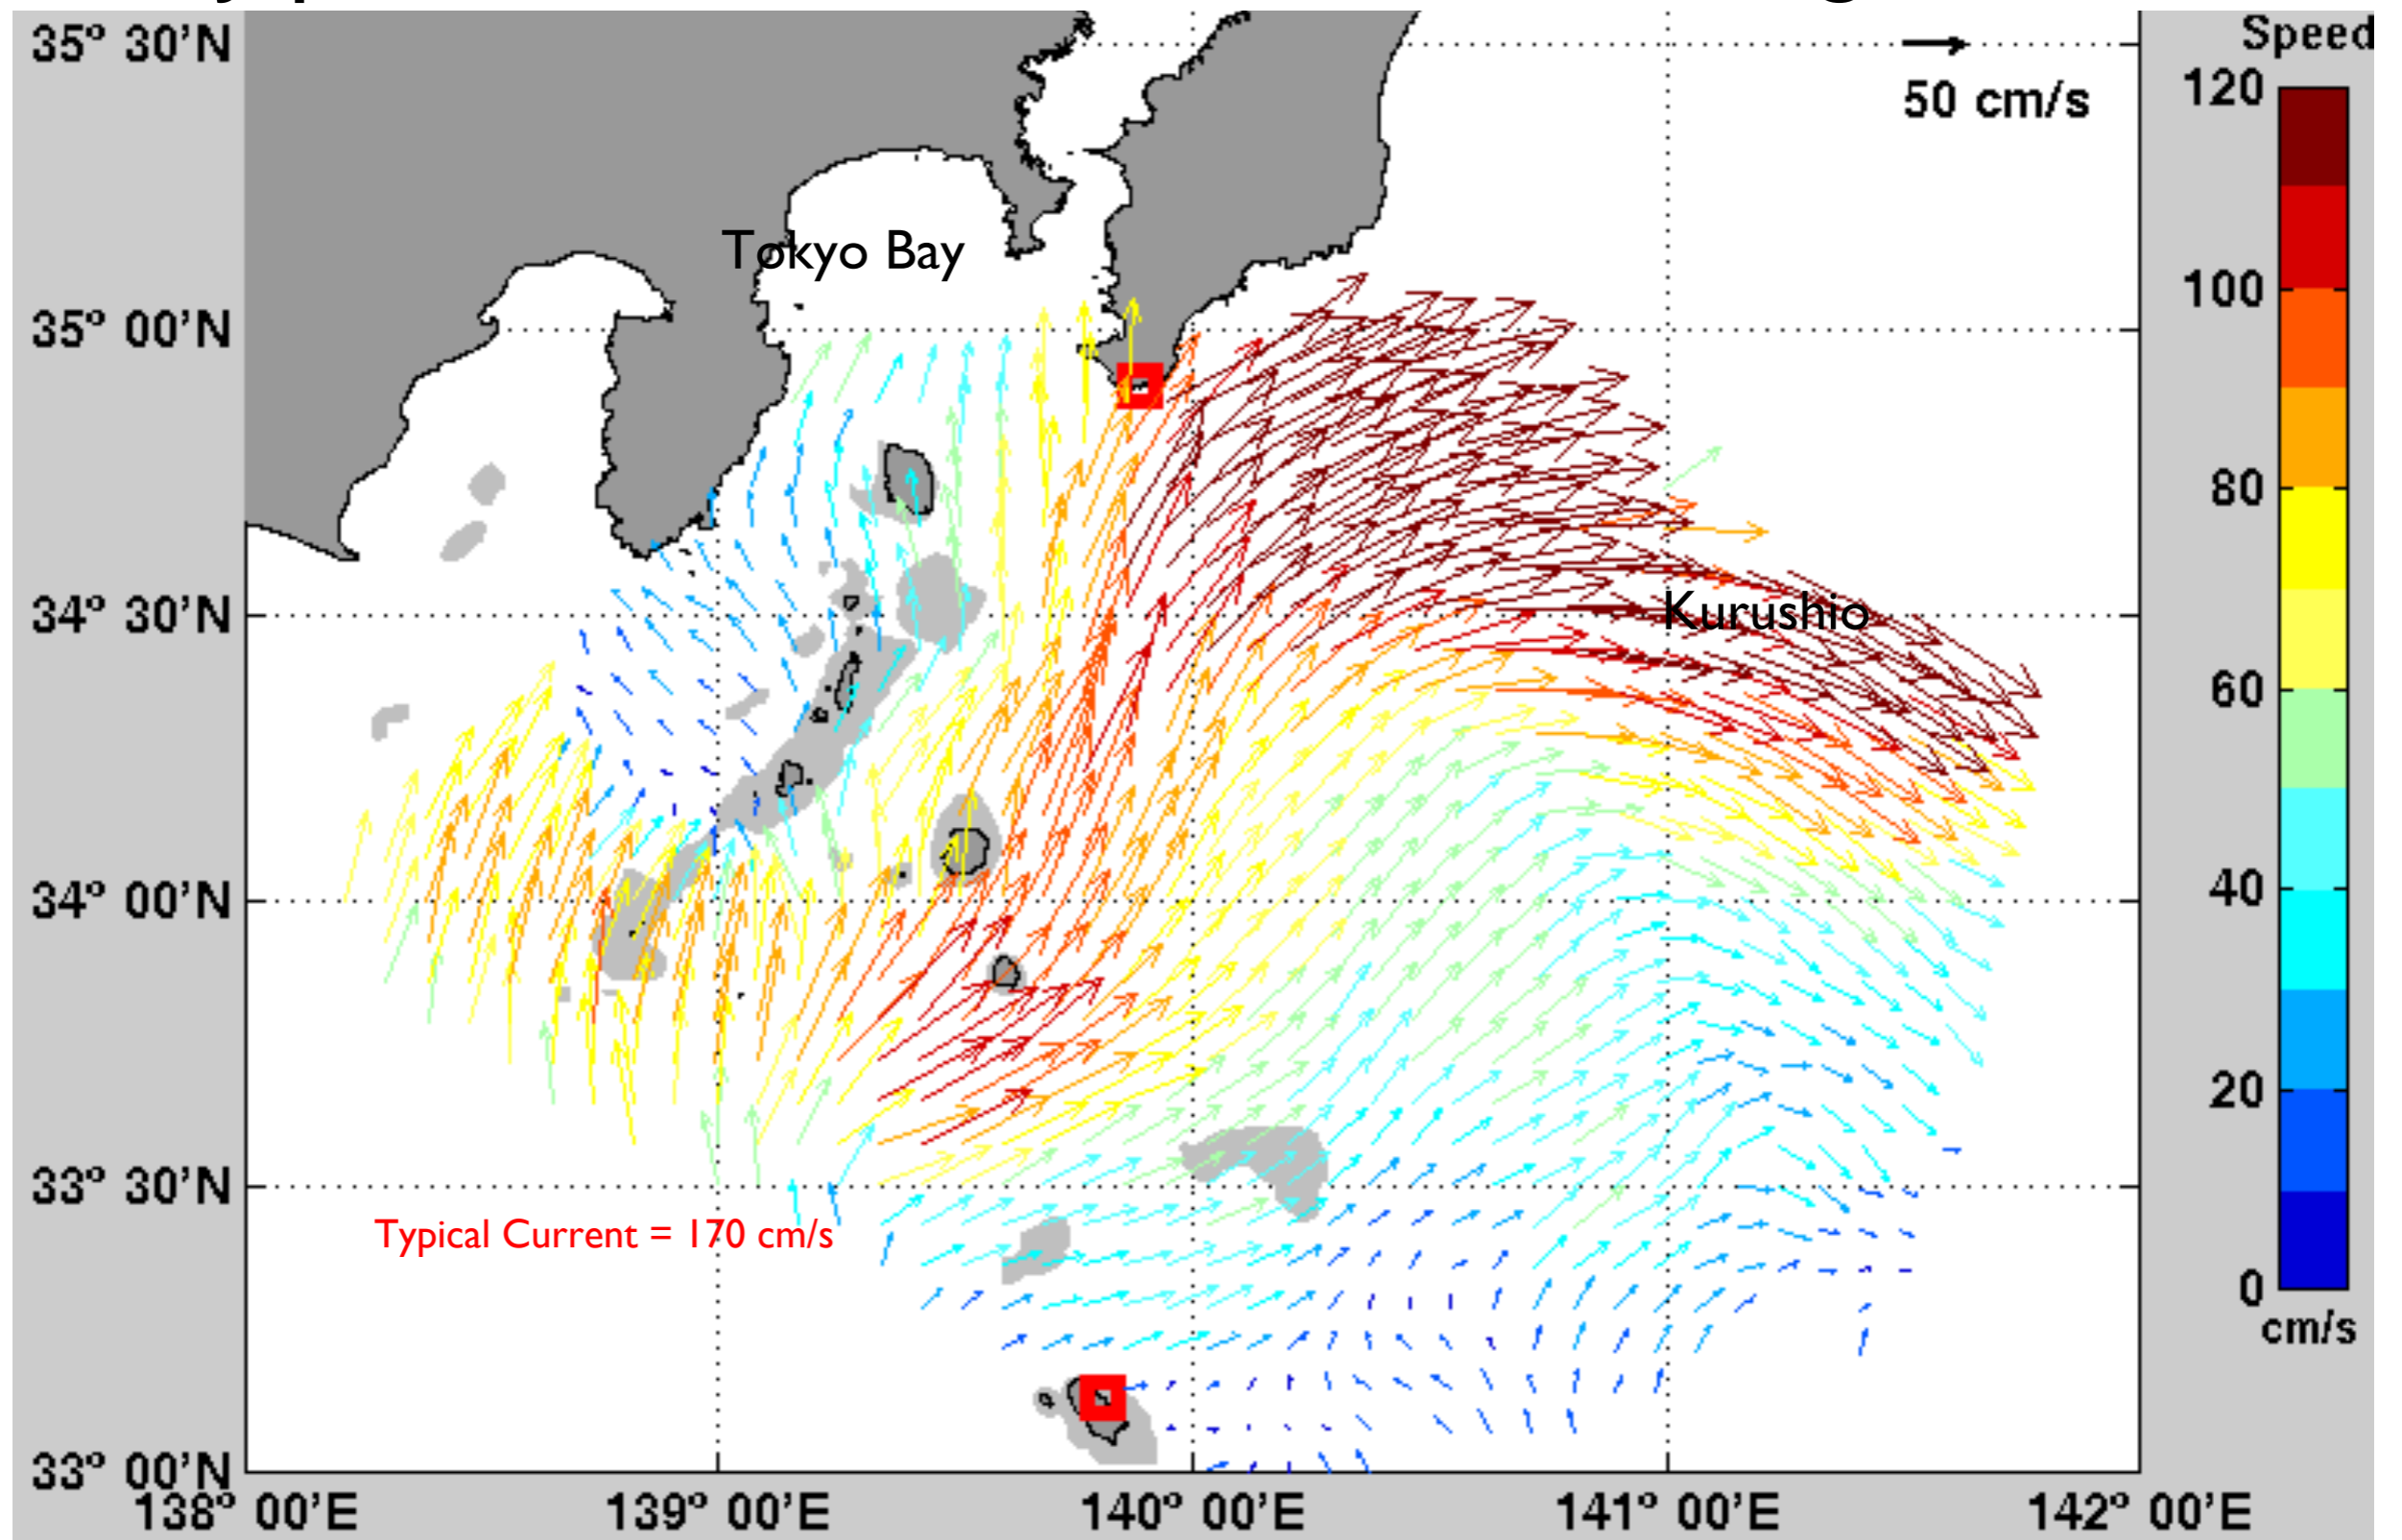 35° 30'N
Speed
50 cm/s
120
Tokyo Bay
100
35° 00'N
80
34° 30'N
Kurushio
60
34° 00'N
40
20
33° 30'N
Typical Current = 170 cm/s
0
cm/s
33° 00'N
138° 00'E 139° 00'E 140° 00'E 141° 00'E 142° 00'E